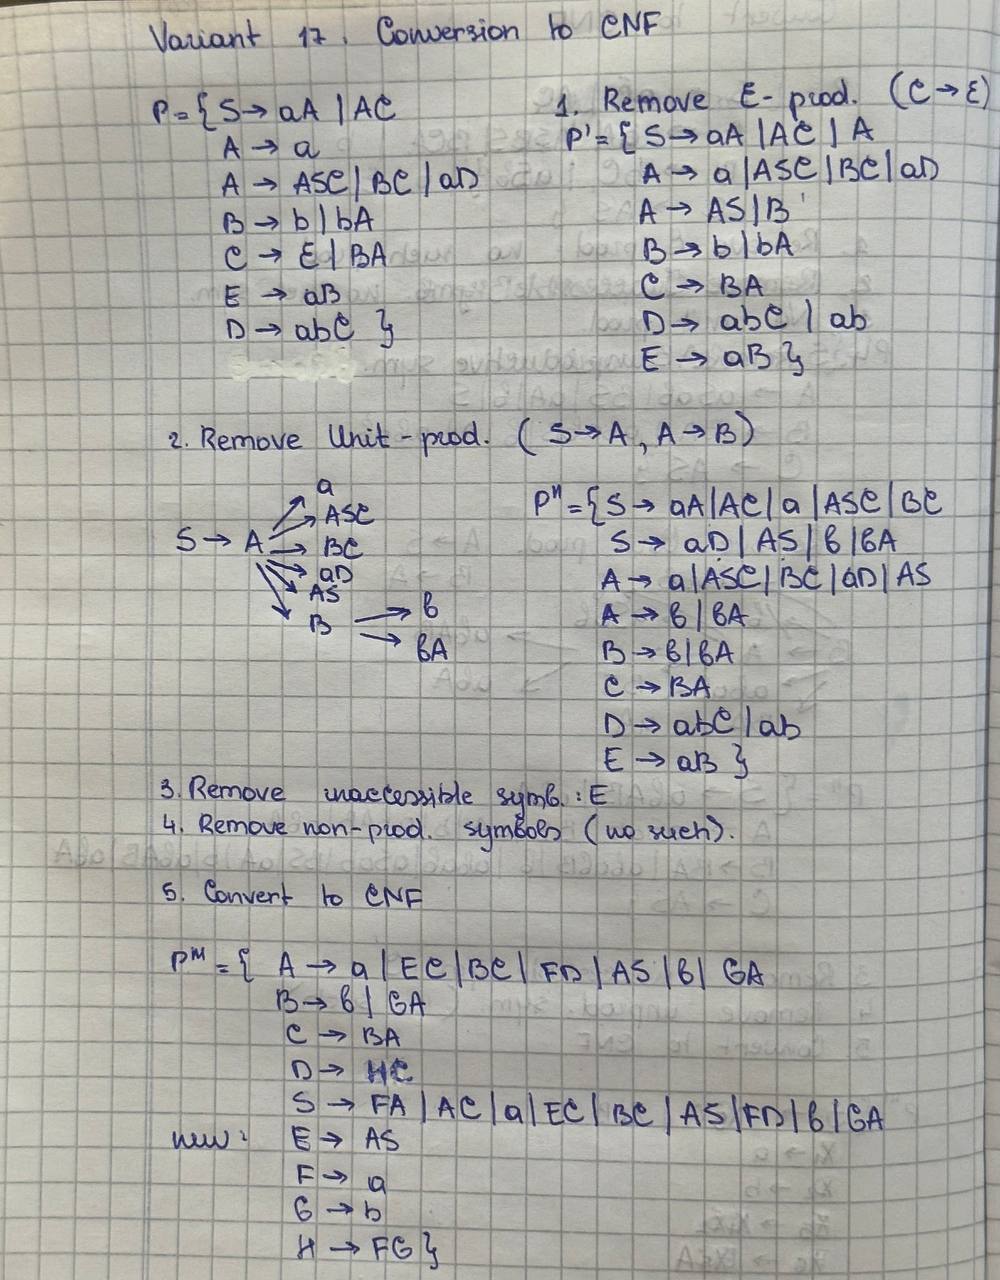 Variant 17. Conversion to CNF
P={ S → aA | AC
A → a
A → ASC | BC | aD
B → b | bA
C → ε | BA
E → aB
D → abC }
1. Remove ε-prod. (C → ε)
P'={ S → aA | AC | A
A → a | ASC | BC | aD
A → AS | B
B → b | bA
C → BA
D → abC | ab
E → aB }
2. Remove Unit-prod. ( S → A, A → B )
S → A → a
ASC
BC
aD
AS
B → b
bA
P"={ S → aA | AC | a | ASC | BC
S → aD | AS | b | bA
A → a | ASC | BC | aD | AS
A → b | bA
B → b | bA
C → BA
D → abC | ab
E → aB }
3. Remove inaccessible symb. : E
4. Remove non-prod. symbols (no such).
5. Convert to CNF
P'''={ A → a | EC | BC | FD | AS | b | GA
B → b | GA
C → BA
D → HC
S → FA | AC | a | EC | BC | AS | FD | b | GA
new: E → AS
F → a
G → b
H → FG }